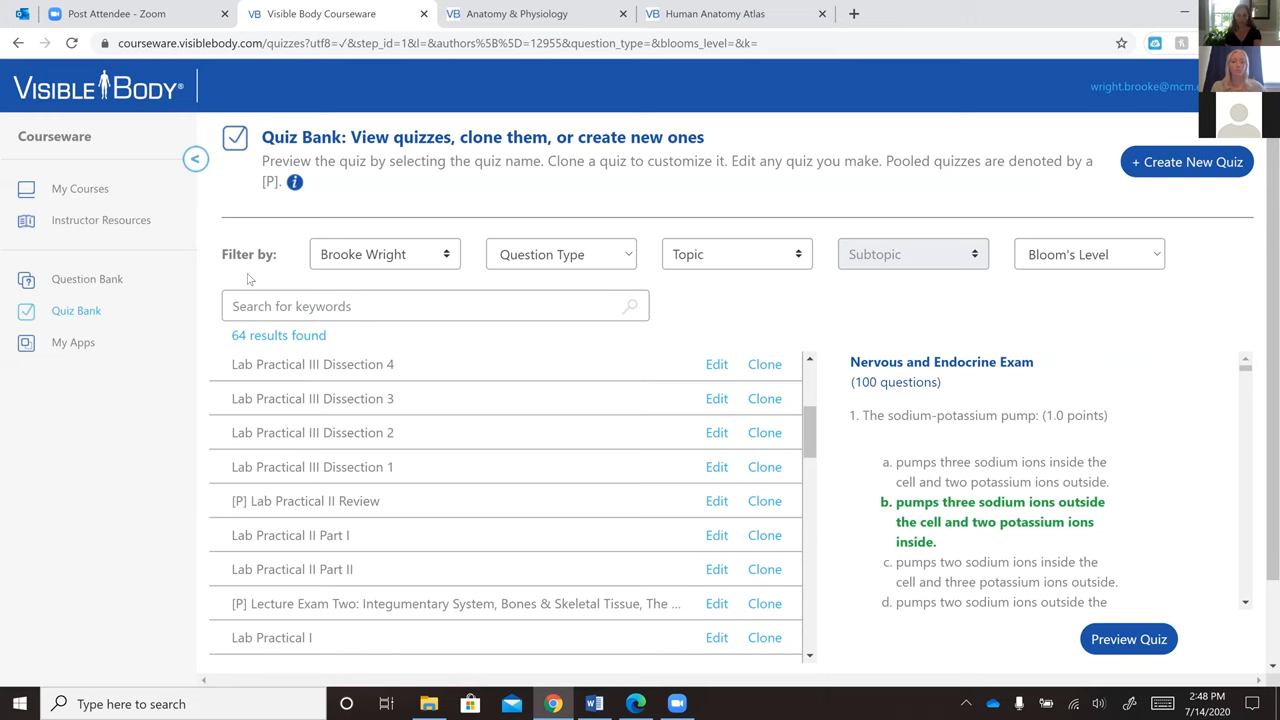 Post Attendee - Zoom
VB Visible Body Courseware
VB Anatomy & Physiology
VB Human Anatomy Atlas
courseware.visiblebody.com/quizzes?utf8=✓&step_id=1&l=&authors%5B%5D=12955&question_type=&blooms_level=&k=
VISIBLE BODY®
wright.brooke@mcm.
Courseware
My Courses
Instructor Resources
Question Bank
Quiz Bank
My Apps
Quiz Bank: View quizzes, clone them, or create new ones
Preview the quiz by selecting the quiz name. Clone a quiz to customize it. Edit any quiz you make. Pooled quizzes are denoted by a
[P]. i
+ Create New Quiz
Filter by: Brooke Wright Question Type Topic Subtopic Bloom's Level
Search for keywords
64 results found
Lab Practical III Dissection 4 Edit Clone
Lab Practical III Dissection 3 Edit Clone
Lab Practical III Dissection 2 Edit Clone
Lab Practical III Dissection 1 Edit Clone
[P] Lab Practical II Review Edit Clone
Lab Practical II Part I Edit Clone
Lab Practical II Part II Edit Clone
[P] Lecture Exam Two: Integumentary System, Bones & Skeletal Tissue, The ... Edit Clone
Lab Practical I Edit Clone
Nervous and Endocrine Exam
(100 questions)
1. The sodium-potassium pump: (1.0 points)
a. pumps three sodium ions inside the
cell and two potassium ions outside.
b. pumps three sodium ions outside
the cell and two potassium ions
inside.
c. pumps two sodium ions inside the
cell and three potassium ions outside.
d. pumps two sodium ions outside the
Preview Quiz
Type here to search
2:48 PM
7/14/2020